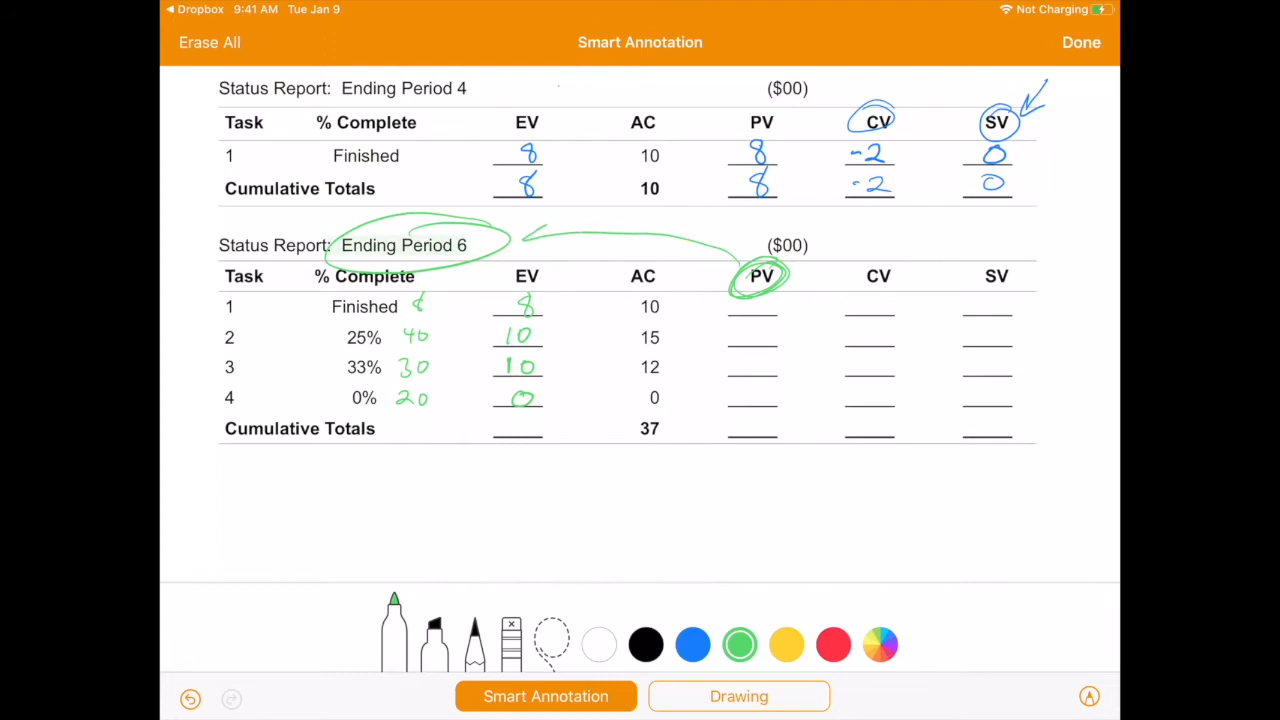 Dropbox 9:41 AM Tue Jan 9 Not Charging
Erase All Smart Annotation Done
Status Report: Ending Period 4 ($00)
Task % Complete EV AC PV CV SV
1 Finished 8 10 8 -2 0
Cumulative Totals 8 10 8 -2 0
Status Report: Ending Period 6 ($00)
Task % Complete EV AC PV CV SV
1 Finished 8 8 10
2 25% 40 10 15
3 33% 30 10 12
4 0% 20 0 0
Cumulative Totals 37
Smart Annotation Drawing